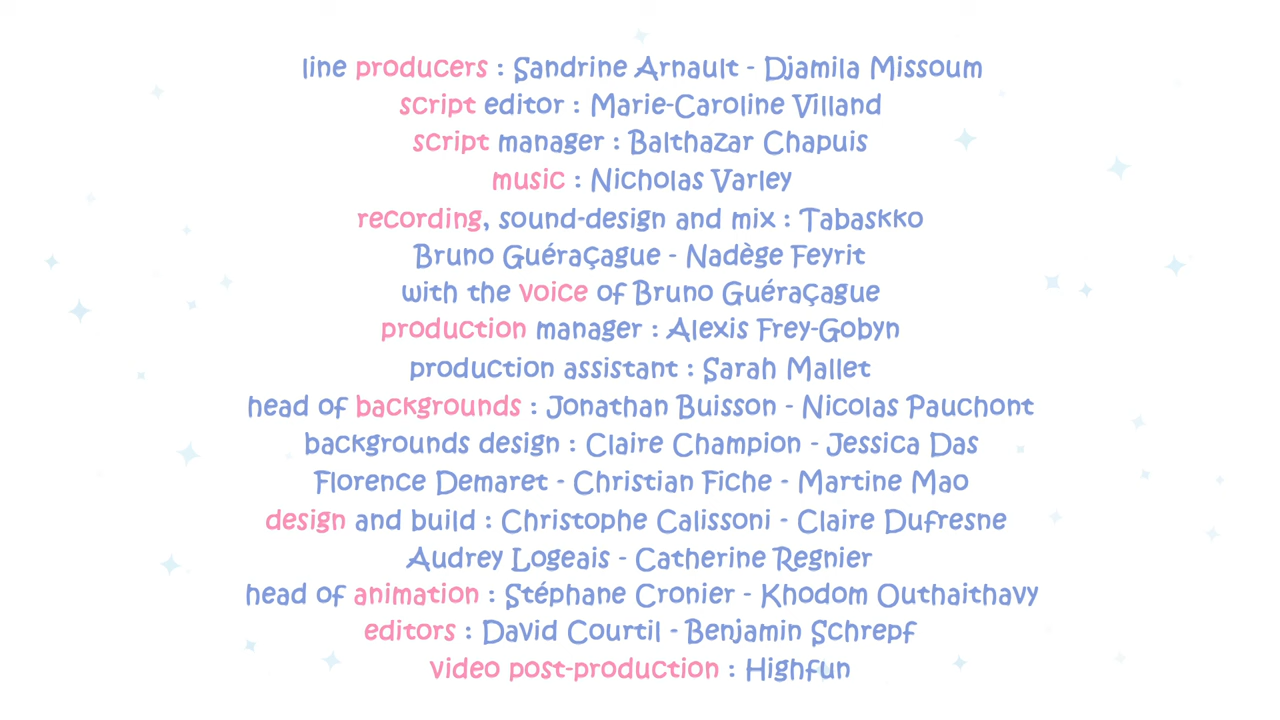 line producers : Sandrine Arnault - Djamila Missoum
script editor : Marie-Caroline Villand
script manager : Balthazar Chapuis
music : Nicholas Varley
recording, sound-design and mix : Tabaskko
Bruno Guéraçague - Nadège Feyrit
with the voice of Bruno Guéraçague
production manager : Alexis Frey-Gobyn
production assistant : Sarah Mallet
head of backgrounds : Jonathan Buisson - Nicolas Pauchont
backgrounds design : Claire Champion - Jessica Das
Florence Demaret - Christian Fiche - Martine Mao
design and build : Christophe Calissoni - Claire Dufresne
Audrey Logeais - Catherine Regnier
head of animation : Stéphane Cronier - Khodom Outhaithavy
editors : David Courtil - Benjamin Schrepf
video post-production : Highfun